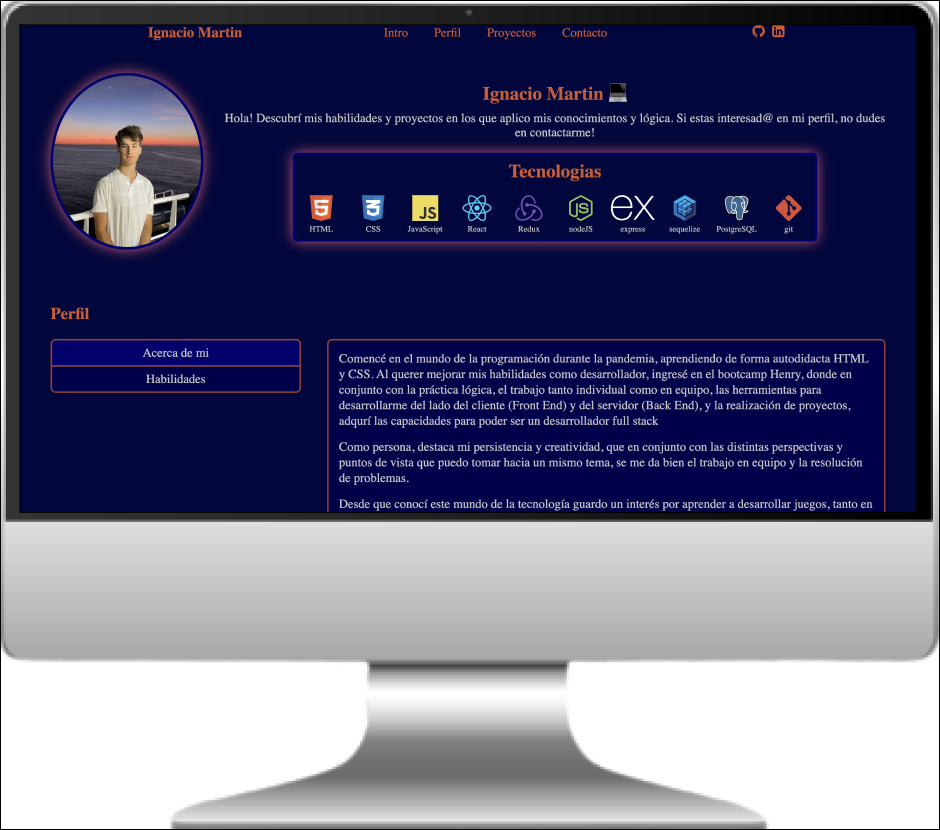 Ignacio Martin
Intro Perfil Proyectos Contacto
Ignacio Martin
Hola! Descubrí mis habilidades y proyectos en los que aplico mis conocimientos y lógica. Si estas interesad@ en mi perfil, no dudes
en contactarme!
Tecnologias
HTML CSS JavaScript React Redux nodeJS express sequelize PostgreSQL git
5 3 JS JS ex
Perfil
Acerca de mi
Habilidades
Comencé en el mundo de la programación durante la pandemia, aprendiendo de forma autodidacta HTML
y CSS. Al querer mejorar mis habilidades como desarrollador, ingresé en el bootcamp Henry, donde en
conjunto con la práctica lógica, el trabajo tanto individual como en equipo, las herramientas para
desarrollarme del lado del cliente (Front End) y del servidor (Back End), y la realización de proyectos,
adqurí las capacidades para poder ser un desarrollador full stack
Como persona, destaca mi persistencia y creatividad, que en conjunto con las distintas perspectivas y
puntos de vista que puedo tomar hacia un mismo tema, se me da bien el trabajo en equipo y la resolución
de problemas.
Desde que conocí este mundo de la tecnología guardo un interés por aprender a desarrollar juegos, tanto en